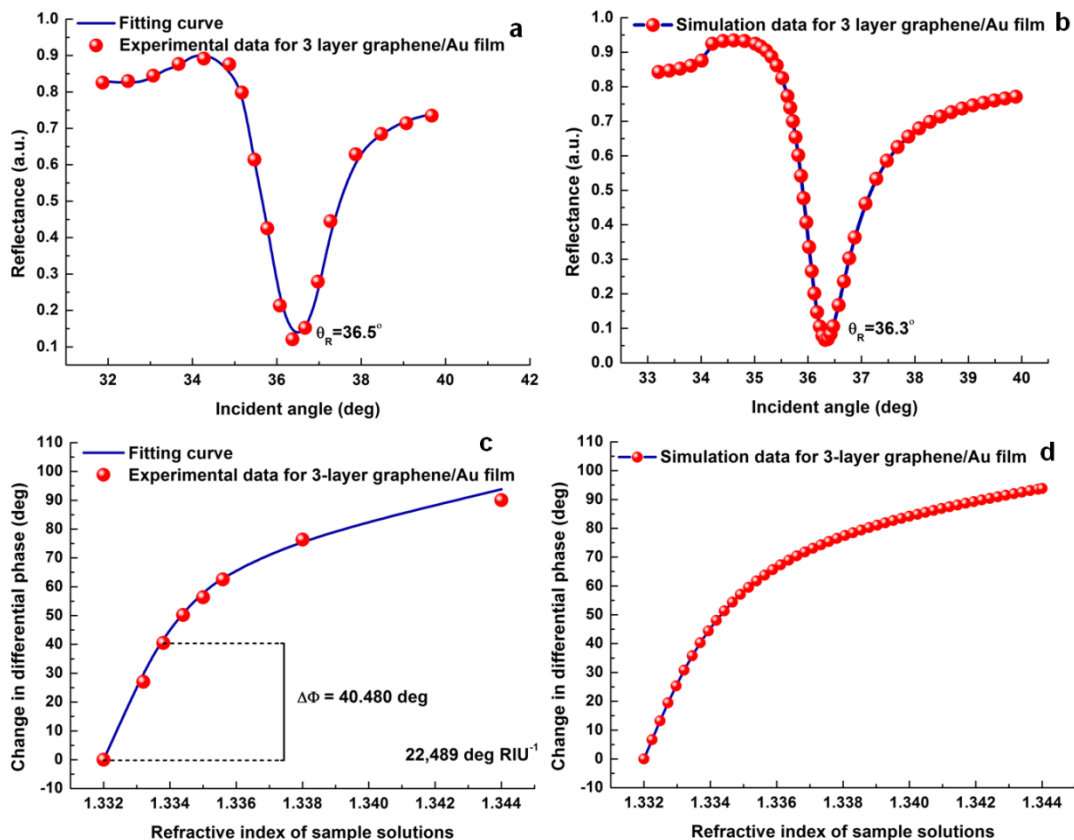 a
Fitting curve
Experimental data for 3 layer graphene/Au film
1.0
0.9
0.8
0.7
0.6
0.5
0.4
0.3
0.2
0.1
Reflectance (a.u.)
θR=36.5°
32 34 36 38 40 42
Incident angle (deg)
b
Simulation data for 3 layer graphene/Au film
1.0
0.9
0.8
0.7
0.6
0.5
0.4
0.3
0.2
0.1
0.0
Reflectance (a.u.)
θR=36.3°
33 34 35 36 37 38 39 40
Incident angle (deg)
c
Fitting curve
Experimental data for 3-layer graphene/Au film
110
100
90
80
70
60
50
40
30
20
10
0
-10
Change in differential phase (deg)
ΔΦ = 40.480 deg
22,489 deg RIU⁻¹
1.332 1.334 1.336 1.338 1.340 1.342 1.344
Refractive index of sample solutions
d
Simulation data for 3-layer graphene/Au film
110
100
90
80
70
60
50
40
30
20
10
0
-10
Change in differential phase (deg)
1.332 1.334 1.336 1.338 1.340 1.342 1.344
Refractive index of sample solutions